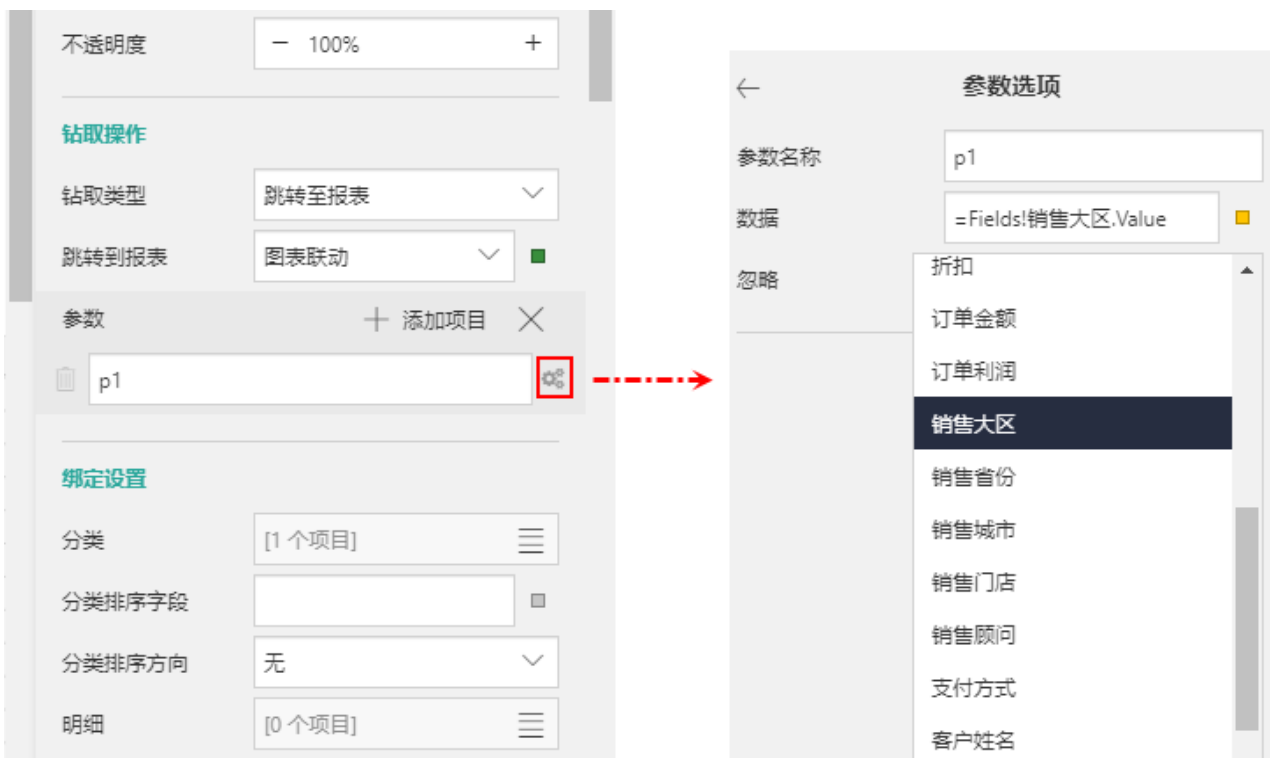 不透明度
− 100% +
钻取操作
钻取类型
跳转至报表
跳转到报表
图表联动
参数
添加项目
p1
绑定设置
分类
[1 个项目]
分类排序字段
分类排序方向
无
明细
[0 个项目]
参数选项
参数名称
p1
数据
=Fields!销售大区.Value
忽略
折扣
订单金额
订单利润
销售大区
销售省份
销售城市
销售门店
销售顾问
支付方式
客户姓名